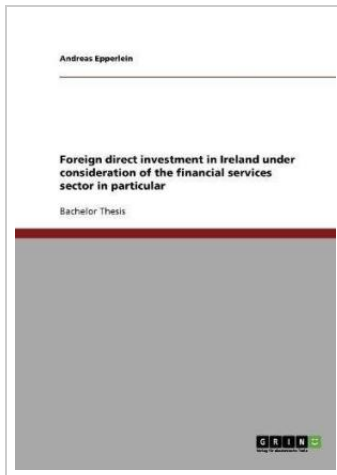 Andreas Epperlein
Foreign direct investment in Ireland under
consideration of the financial services
sector in particular
Bachelor Thesis
GRIN